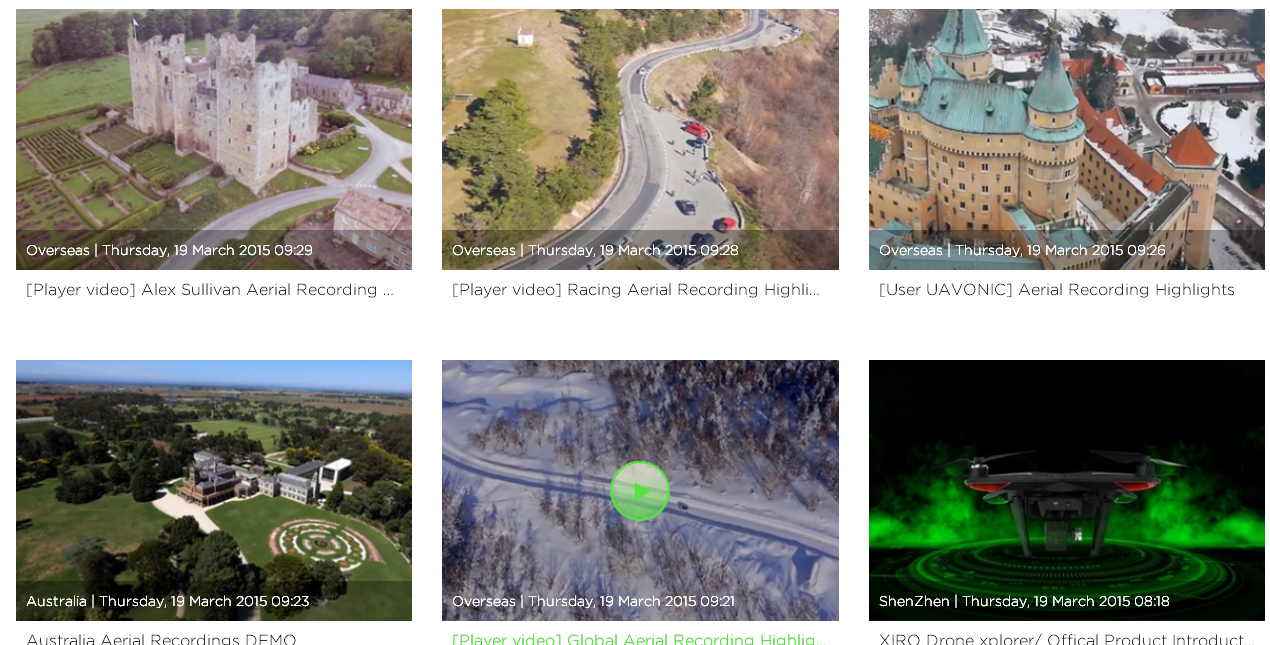 Overseas | Thursday, 19 March 2015 09:29
Overseas | Thursday, 19 March 2015 09:28
Overseas | Thursday, 19 March 2015 09:26
[Player video] Alex Sullivan Aerial Recording ...
[Player video] Racing Aerial Recording Highli...
[User UAVONIC] Aerial Recording Highlights
Australia | Thursday, 19 March 2015 09:23
Overseas | Thursday, 19 March 2015 09:21
ShenZhen | Thursday, 19 March 2015 08:18
Australia Aerial Recordings DEMO
[Player video] Global Aerial Recording Highlig...
XIRO Drone xplorer/ Offical Product Introduct...